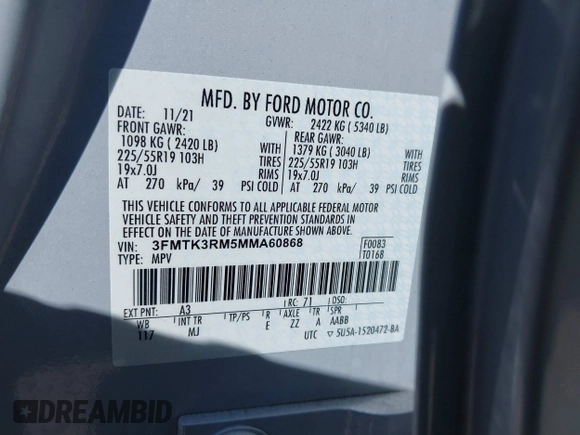 MFD. BY FORD MOTOR CO.
DATE: 11/21 GVWR: 2422 KG ( 5340 LB)
FRONT GAWR: REAR GAWR:
1098 KG ( 2420 LB) WITH 1379 KG ( 3040 LB) WITH
225/55R19 103H TIRES 225/55R19 103H TIRES
19x7.0J RIMS 19x7.0J RIMS
AT 270 kPa/ 39 PSI COLD AT 270 kPa/ 39 PSI COLD
THIS VEHICLE CONFORMS TO ALL APPLICABLE FEDERAL MOTOR
VEHICLE SAFETY AND THEFT PREVENTION STANDARDS IN
EFFECT ON THE DATE OF MANUFACTURE SHOWN ABOVE.
VIN: 3FMTK3RM5MMA60868 F0083
TYPE: MPV T0168
EXT PNT: A3 RC: 71 DSO:
WB INT TR TP/PS R AXLE TR SPR
117 MJ E ZZ A AABB
UTC ▽ 5U5A-1520472-BA
DREAMBID